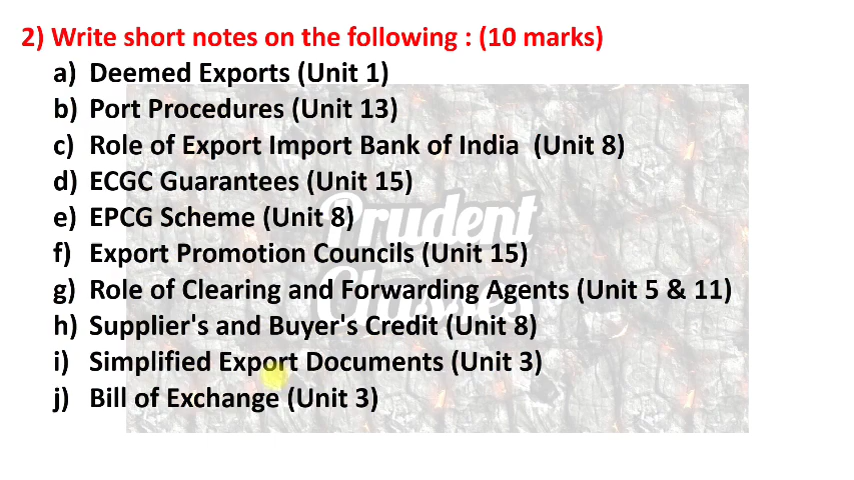 2) Write short notes on the following : (10 marks)
a) Deemed Exports (Unit 1)
b) Port Procedures (Unit 13)
c) Role of Export Import Bank of India (Unit 8)
d) ECGC Guarantees (Unit 15)
e) EPCG Scheme (Unit 8)
f) Export Promotion Councils (Unit 15)
g) Role of Clearing and Forwarding Agents (Unit 5 & 11)
h) Supplier's and Buyer's Credit (Unit 8)
i) Simplified Export Documents (Unit 3)
j) Bill of Exchange (Unit 3)
Prudent
Classes